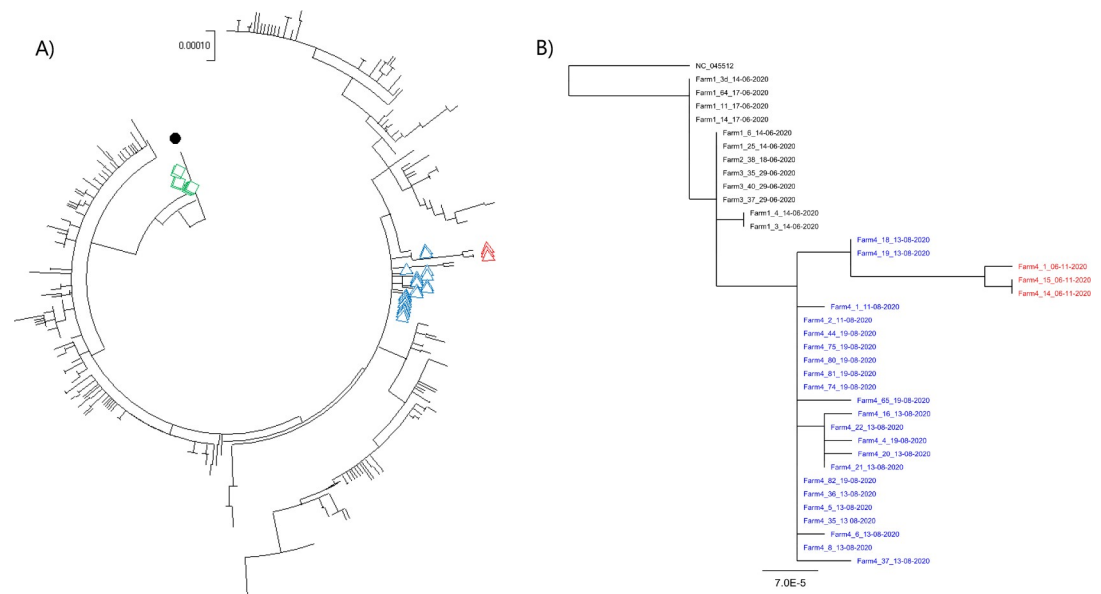 A)
0.00010
B)
NC_045512
Farm1_3d_14-06-2020
Farm1_64_17-06-2020
Farm1_11_17-06-2020
Farm1_14_17-06-2020
Farm1_6_14-06-2020
Farm1_25_14-06-2020
Farm2_38_18-06-2020
Farm3_35_29-06-2020
Farm3_40_29-06-2020
Farm3_37_29-06-2020
Farm1_4_14-06-2020
Farm1_3_14-06-2020
Farm4_18_13-08-2020
Farm4_19_13-08-2020
Farm4_1_06-11-2020
Farm4_15_06-11-2020
Farm4_14_06-11-2020
Farm4_1_11-08-2020
Farm4_2_11-08-2020
Farm4_44_19-08-2020
Farm4_75_19-08-2020
Farm4_80_19-08-2020
Farm4_81_19-08-2020
Farm4_74_19-08-2020
Farm4_65_19-08-2020
Farm4_16_13-08-2020
Farm4_22_13-08-2020
Farm4_4_19-08-2020
Farm4_20_13-08-2020
Farm4_21_13-08-2020
Farm4_82_19-08-2020
Farm4_36_13-08-2020
Farm4_5_13-08-2020
Farm4_35_13 08-2020
Farm4_6_13-08-2020
Farm4_8_13-08-2020
Farm4_37_13-08-2020
7.0E-5